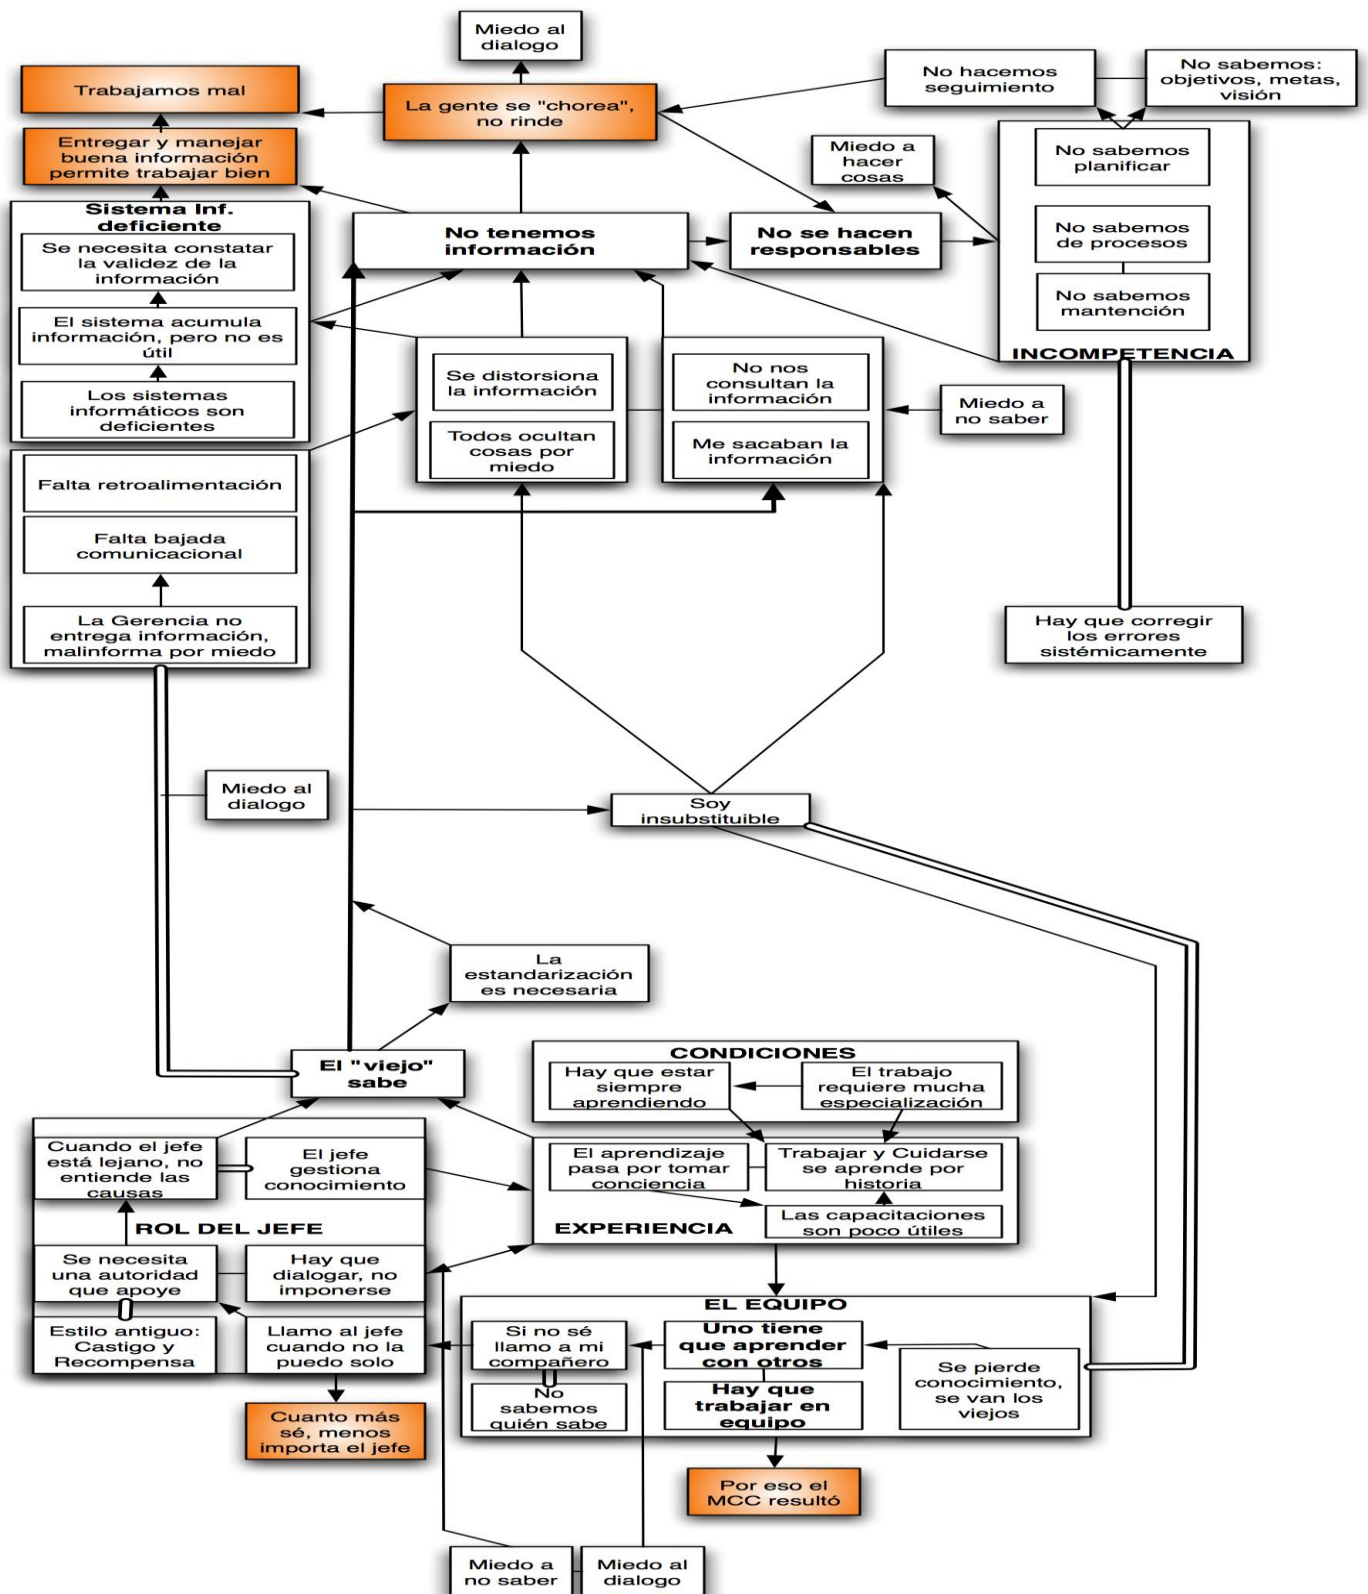 Miedo al
dialogo
Trabajamos mal
La gente se "chorea",
no rinde
No hacemos
seguimiento
No sabemos:
objetivos, metas,
visión
Entregar y manejar
buena información
permite trabajar bien
Miedo a
hacer
cosas
No sabemos
planificar
No sabemos
de procesos
No sabemos
mantención
INCOMPETENCIA
Sistema Inf.
deficiente
Se necesita constatar
la validez de la
información
El sistema acumula
información, pero no es
útil
Los sistemas
informáticos son
deficientes
No tenemos
información
No se hacen
responsables
Se distorsiona
la información
Todos ocultan
cosas por
miedo
No nos
consultan la
información
Me sacaban la
información
Miedo a
no saber
Falta retroalimentación
Falta bajada
comunicacional
La Gerencia no
entrega información,
malinforma por miedo
Hay que corregir
los errores
sistémicamente
Miedo al
dialogo
Soy
insubstituible
La
estandarización
es necesaria
El "viejo"
sabe
CONDICIONES
Hay que estar
siempre
aprendiendo
El trabajo
requiere mucha
especialización
Cuando el jefe
está lejano, no
entiende las
causas
El jefe
gestiona
conocimiento
ROL DEL JEFE
Se necesita
una autoridad
que apoye
Hay que
dialogar, no
imponerse
Estilo antiguo:
Castigo y
Recompensa
Llamo al jefe
cuando no la
puedo solo
El aprendizaje
pasa por tomar
conciencia
Trabajar y Cuidarse
se aprende por
historia
EXPERIENCIA
Las capacitaciones
son poco útiles
EL EQUIPO
Si no sé
llamo a mi
compañero
No
sabemos
quién sabe
Uno tiene
que aprender
con otros
Hay que
trabajar en
equipo
Se pierde
conocimiento,
se van los
viejos
Cuanto más
sé, menos
importa el jefe
Por eso el
MCC resultó
Miedo a
no saber
Miedo al
dialogo